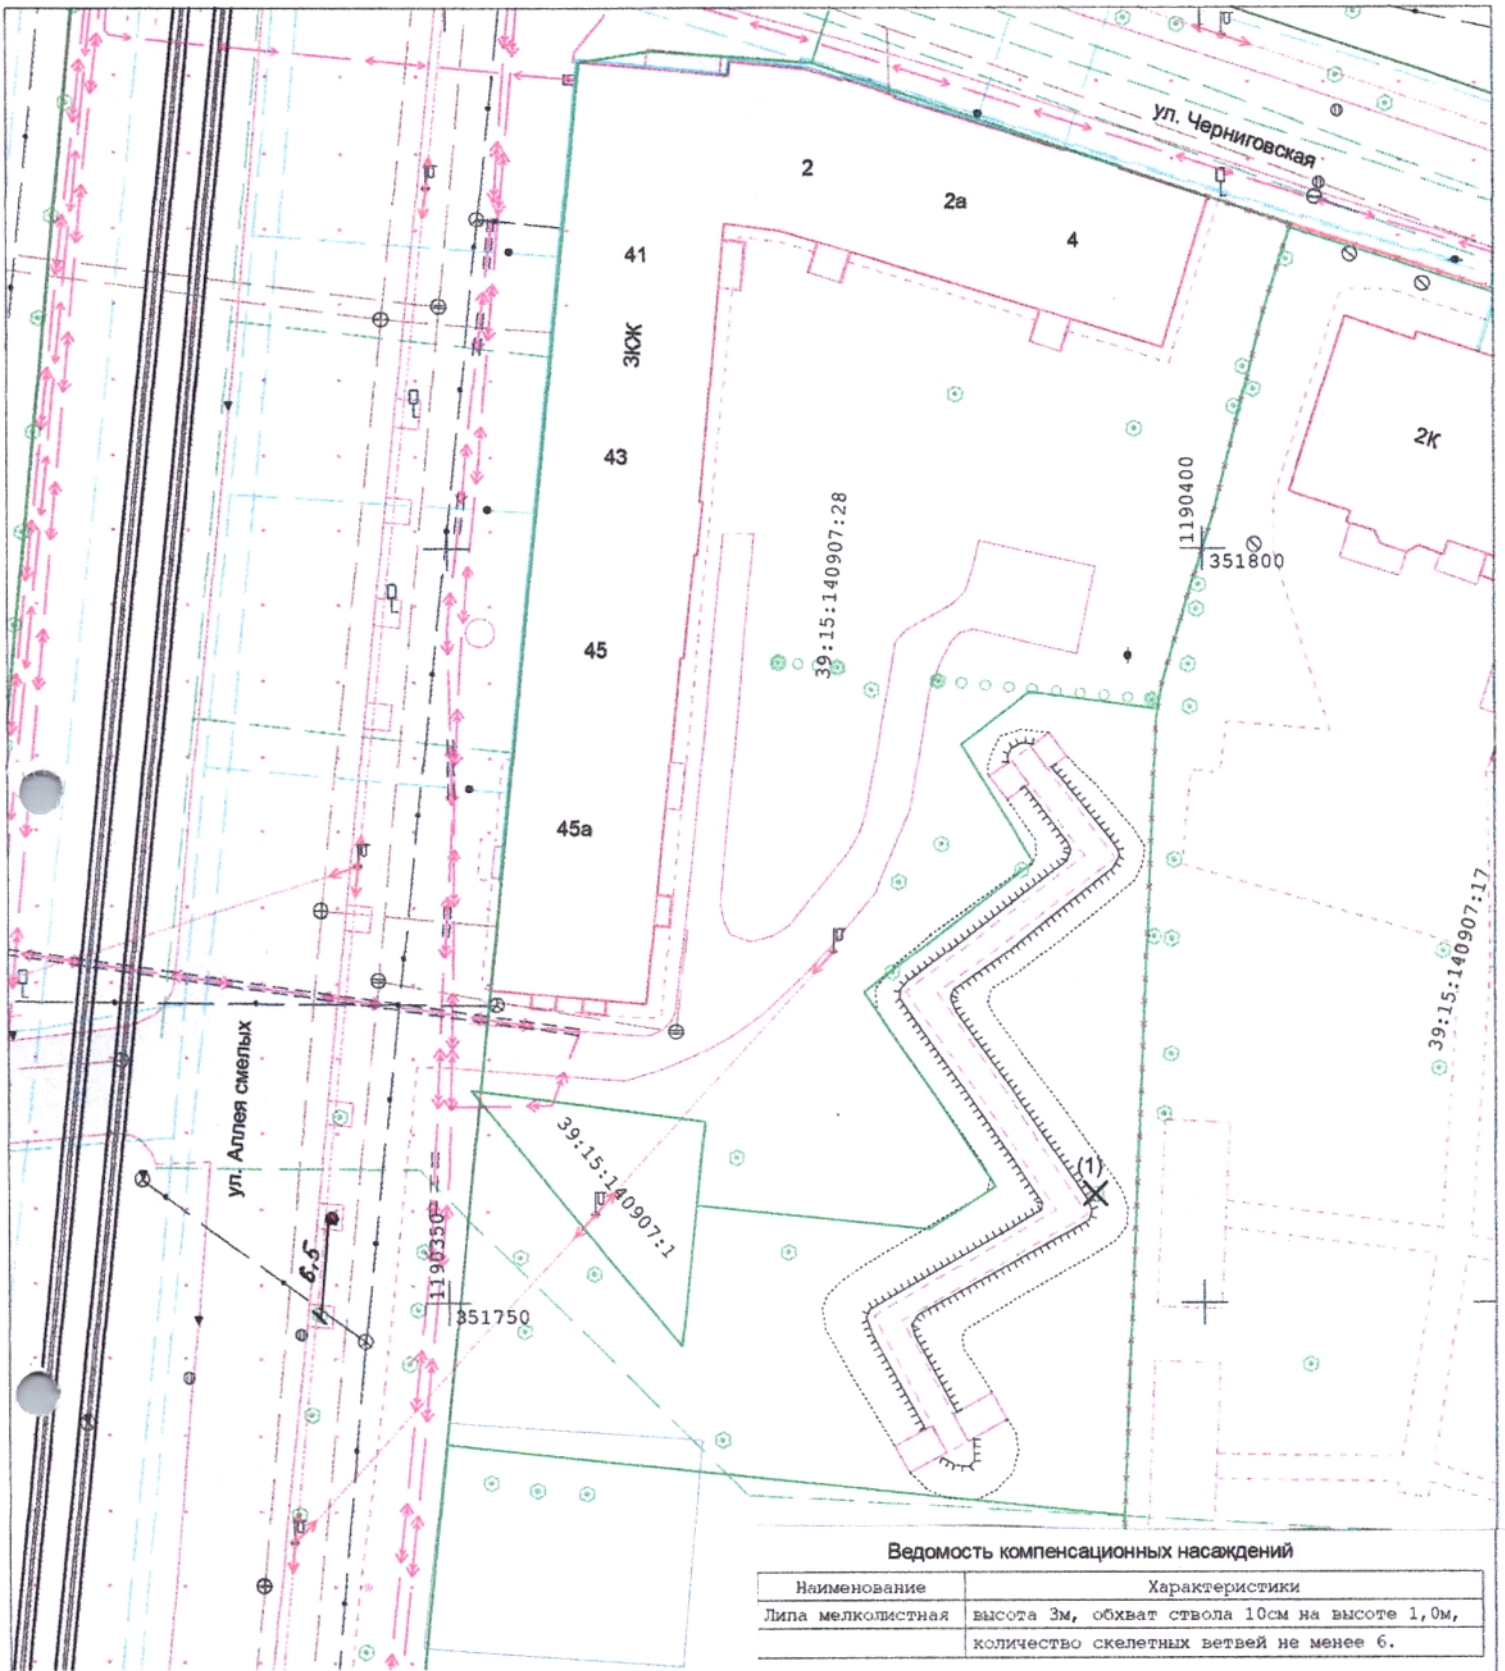 ул. Черниговская
2
2а
4
41
3КЖ
43
2К
1190400
351800
39:15:140907:28
45
45а
39:15:140907:17
ул. Аллея смелых
39:15:140907:1
(1)
6,5
1190350
351750
Ведомость компенсационных насаждений
Наименование Характеристики
Липа мелколистная высота 3м, обхват ствола 10см на высоте 1,0м,
количество скелетных ветвей не менее 6.